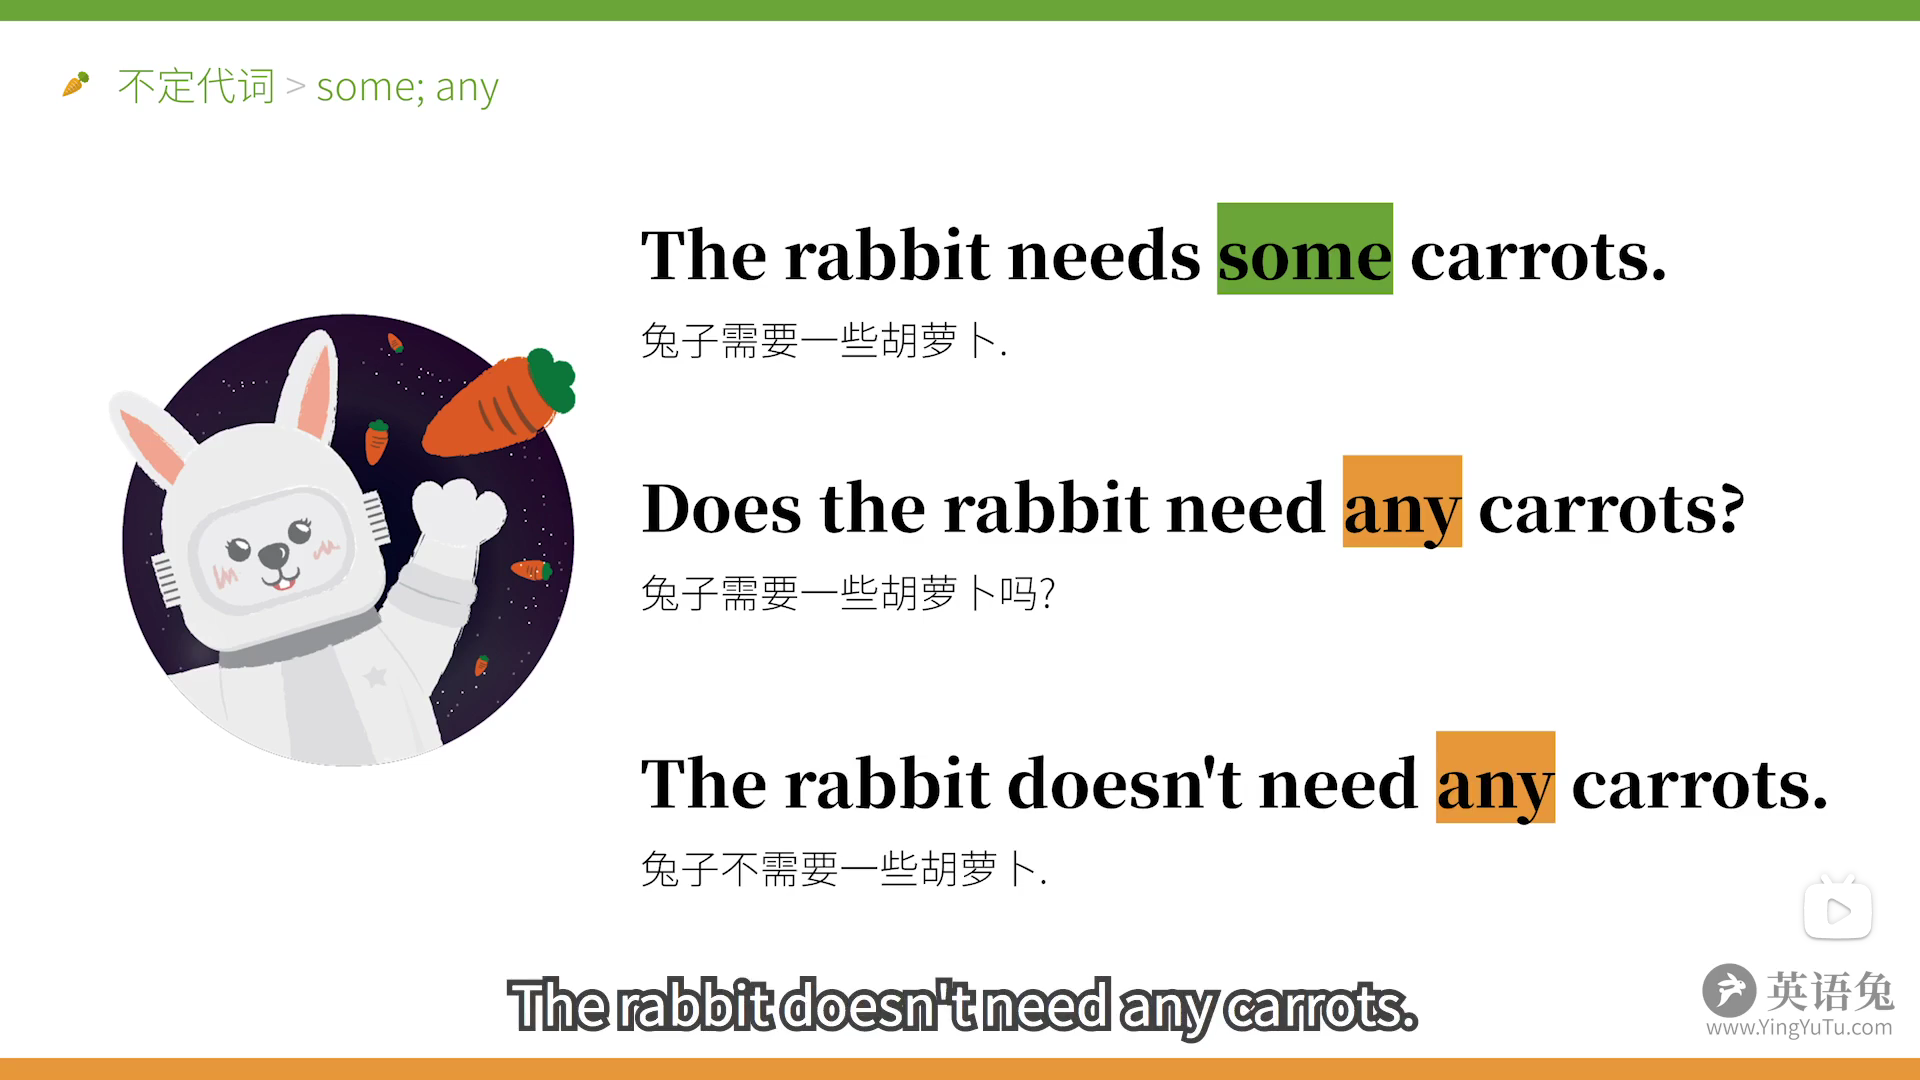 不定代词 > some; any
The rabbit needs some carrots.
兔子需要一些胡萝卜.
Does the rabbit need any carrots?
兔子需要一些胡萝卜吗?
The rabbit doesn't need any carrots.
兔子不需要一些胡萝卜.
The rabbit doesn't need any carrots.
英语兔
www.YingYuTu.com